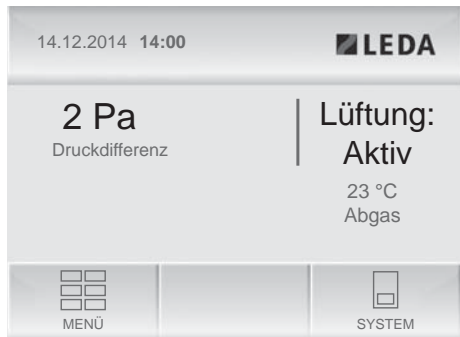 14.12.2014 14:00 LEDA
2 Pa
Druckdifferenz
Lüftung:
Aktiv
23 °C
Abgas
MENÜ
SYSTEM